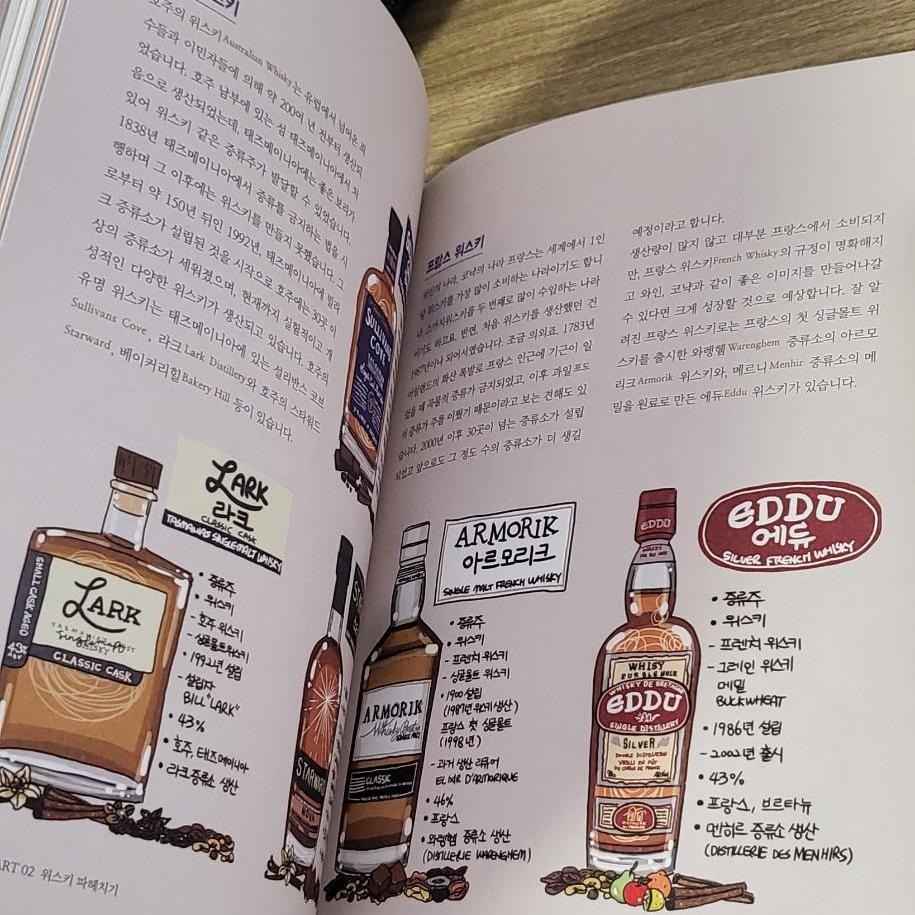 호주의 위스키Australian Whisky는 유럽에서 넘어온 죄
수들과 이민자들에 의해 약 200여 년 전부터 생산되
었습니다. 호주 남부에 있는 섬 태즈메이니아에서 처
음으로 생산되었는데, 태즈메이니아에는 좋은 보리가
있어 위스키 같은 증류주가 발달할 수 있었습니다.
1838년 태즈메이니아에서 증류를 금지하는 법을 시
행하며 그 이후에는 위스키를 만들지 못했습니다. 그
로부터 약 150년 뒤인 1992년, 태즈메이니아에 빌라
크 증류소가 설립된 것을 시작으로 호주에는 30곳 이
상의 증류소가 세워졌으며, 현재까지 실험적이고 개
성적인 다양한 위스키가 생산되고 있습니다. 호주의
유명 위스키는 태즈메이니아에 있는 설리반스 코브
Sullivans Cove, 라크Lark Distillery와 호주의 스타워드
Starward, 베이커리힐Bakery Hill 등이 있습니다.
LARK
라크
CLASSIC CASK
TASMANIA'S SINGLE MALT WHISKY
SMALL CASK AGED
43%
LARK
CLASSIC CASK
• 증류주
• 위스키
- 호주 위스키
- 싱글몰트위스키
• 1992년 설립
- 설립자
BILL "LARK"
• 43%
• 호주, 태즈메이니아
• 라크 증류소 생산
SULLIVANS
COVE
STARWARD
NOVA
PART 02 위스키 파헤치기
프랑스 위스키
와인의 나라, 코냑의 나라 프랑스는 세계에서 1인
당 위스키를 가장 많이 소비하는 나라이기도 합니
다. 스카치위스키를 두 번째로 많이 수입하는 나라
이기도 하고요. 반면, 처음 위스키를 생산했던 건
1987년이나 되어서였습니다. 조금 의외죠. 1783년
아일랜드의 화산 폭발로 프랑스 인근에 기근이 일
었을 때 곡물의 증류가 금지되었고, 이후 과일 포도
의 증류가 주를 이뤘기 때문이라고 보는 견해도 있
습니다. 2000년 이후 30곳이 넘는 증류소가 설립
되었고 앞으로도 그 정도 수의 증류소가 더 생길
예정이라고 합니다.
생산량이 많지 않고 대부분 프랑스에서 소비되지
만, 프랑스 위스키French Whisky의 규정이 명확해지
고 와인, 코냑과 같이 좋은 이미지를 만들어나갈
수 있다면 크게 성장할 것으로 예상합니다. 잘 알
려진 프랑스 위스키로는 프랑스의 첫 싱글몰트 위
스키를 출시한 와렝헴Warenghem 증류소의 아르모
리크Armorik 위스키와, 메르니Menhir 증류소의 메
밀을 원료로 만든 에듀Eddu 위스키가 있습니다.
ARMORIK
아르모리크
SINGLE MALT FRENCH WHISKY
ARMORIK
CLASSIC
• 증류주
• 위스키
- 프렌치 위스키
- 싱글몰트 위스키
• 1900 설립
(1987년 위스키 생산)
프랑스 첫 싱글몰트
(1998년)
- 과거 생산 리큐어
ELIXIR D'ARMORIQUE
• 46%
• 프랑스
• 와렝헴 증류소 생산
(DISTILLERIE WARENGHEM)
EDDU
에듀
SILVER FRENCH WHISKY
EDDU
WHISKY DE BRETAGNE
EDDU
SINGLE DISTILLERY
SILVER
• 증류주
• 위스키
- 프렌치 위스키
- 그레인 위스키
메밀
BUCKWHEAT
• 1986년 설립
- 2002년 출시
• 43%
• 프랑스, 브르타뉴
• 멘히르 증류소 생산
(DISTILLERIE DES MENHIRS)